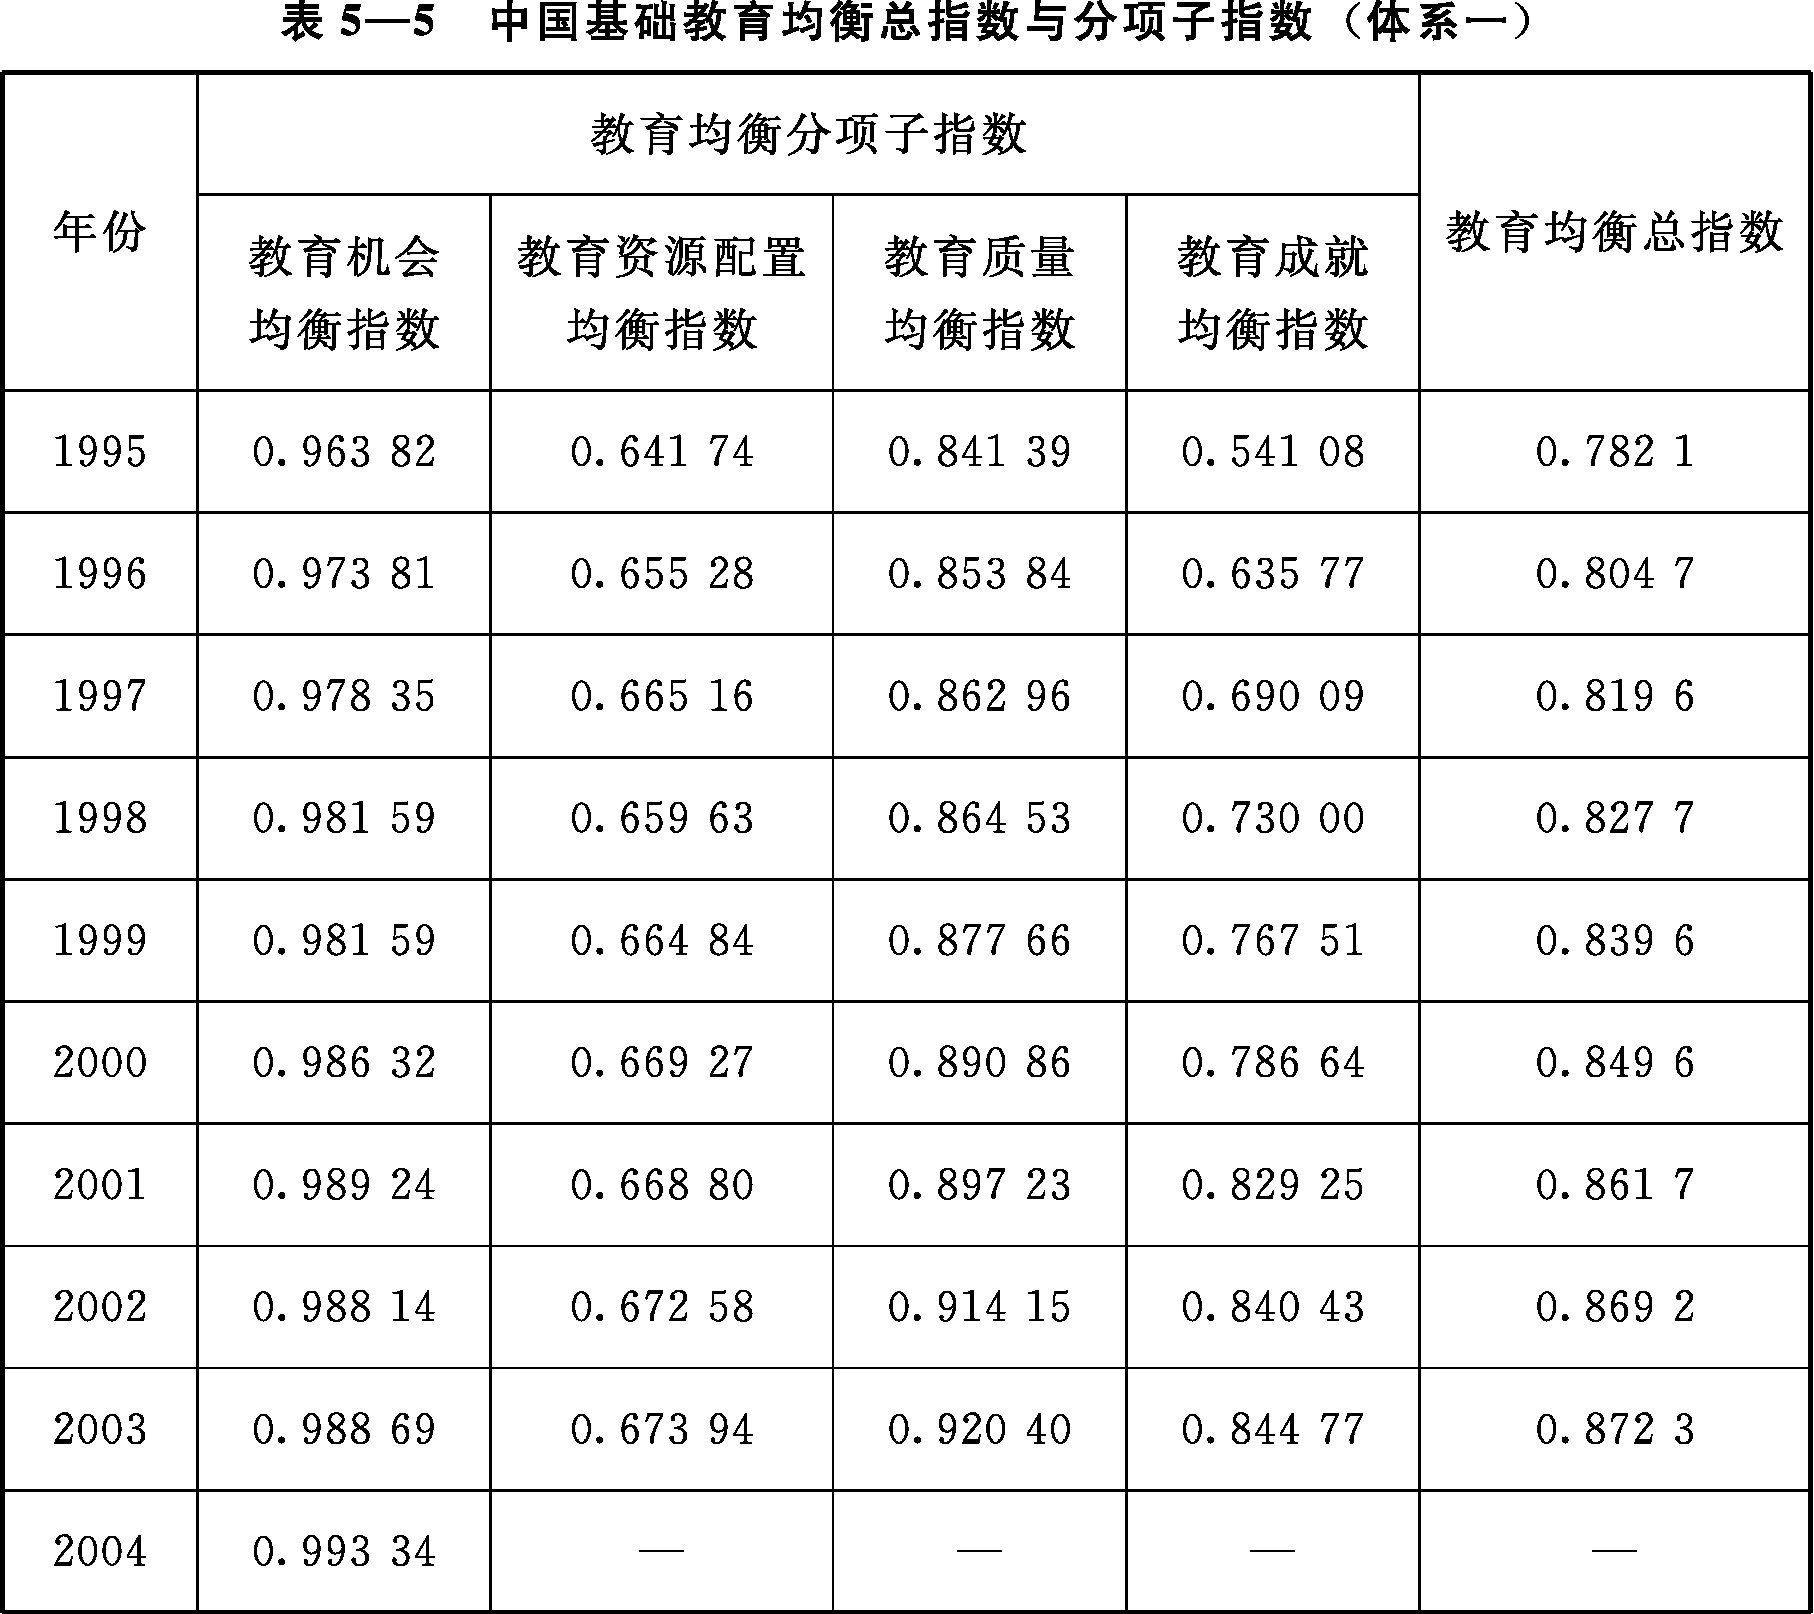 表 5—5 中国基础教育均衡总指数与分项子指数（体系一）
年份
教育均衡分项子指数
教育均衡总指数
教育机会
均衡指数
教育资源配置
均衡指数
教育质量
均衡指数
教育成就
均衡指数
1995 0.963 82 0.641 74 0.841 39 0.541 08 0.782 1
1996 0.973 81 0.655 28 0.853 84 0.635 77 0.804 7
1997 0.978 35 0.665 16 0.862 96 0.690 09 0.819 6
1998 0.981 59 0.659 63 0.864 53 0.730 00 0.827 7
1999 0.981 59 0.664 84 0.877 66 0.767 51 0.839 6
2000 0.986 32 0.669 27 0.890 86 0.786 64 0.849 6
2001 0.989 24 0.668 80 0.897 23 0.829 25 0.861 7
2002 0.988 14 0.672 58 0.914 15 0.840 43 0.869 2
2003 0.988 69 0.673 94 0.920 40 0.844 77 0.872 3
2004 0.993 34 — — — —